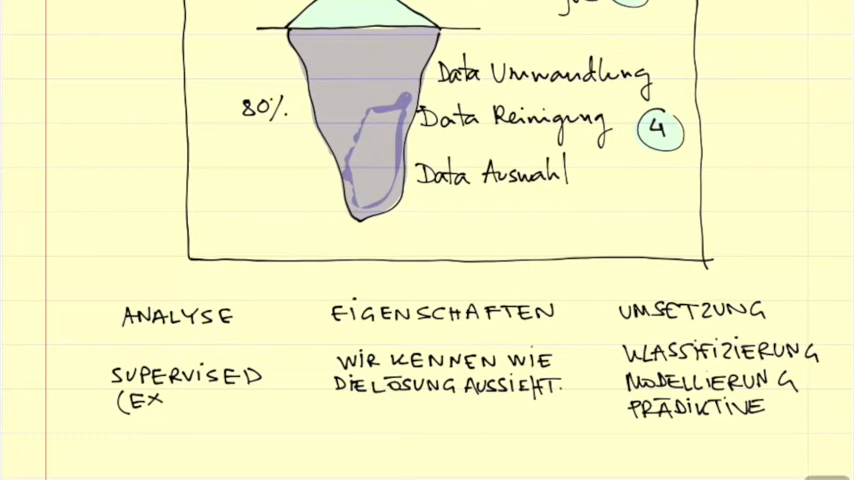 Data Umwandlung
80%.
Data Reinigung
4
Data Auswahl
ANALYSE EIGENSCHAFTEN UMSETZUNG
SUPERVISED WIR KENNEN WIE KLASSIFIZIERUNG
(EX DIE LÖSUNG AUSSIEHT. MODELLIERUNG
PRÄDIKTIVE